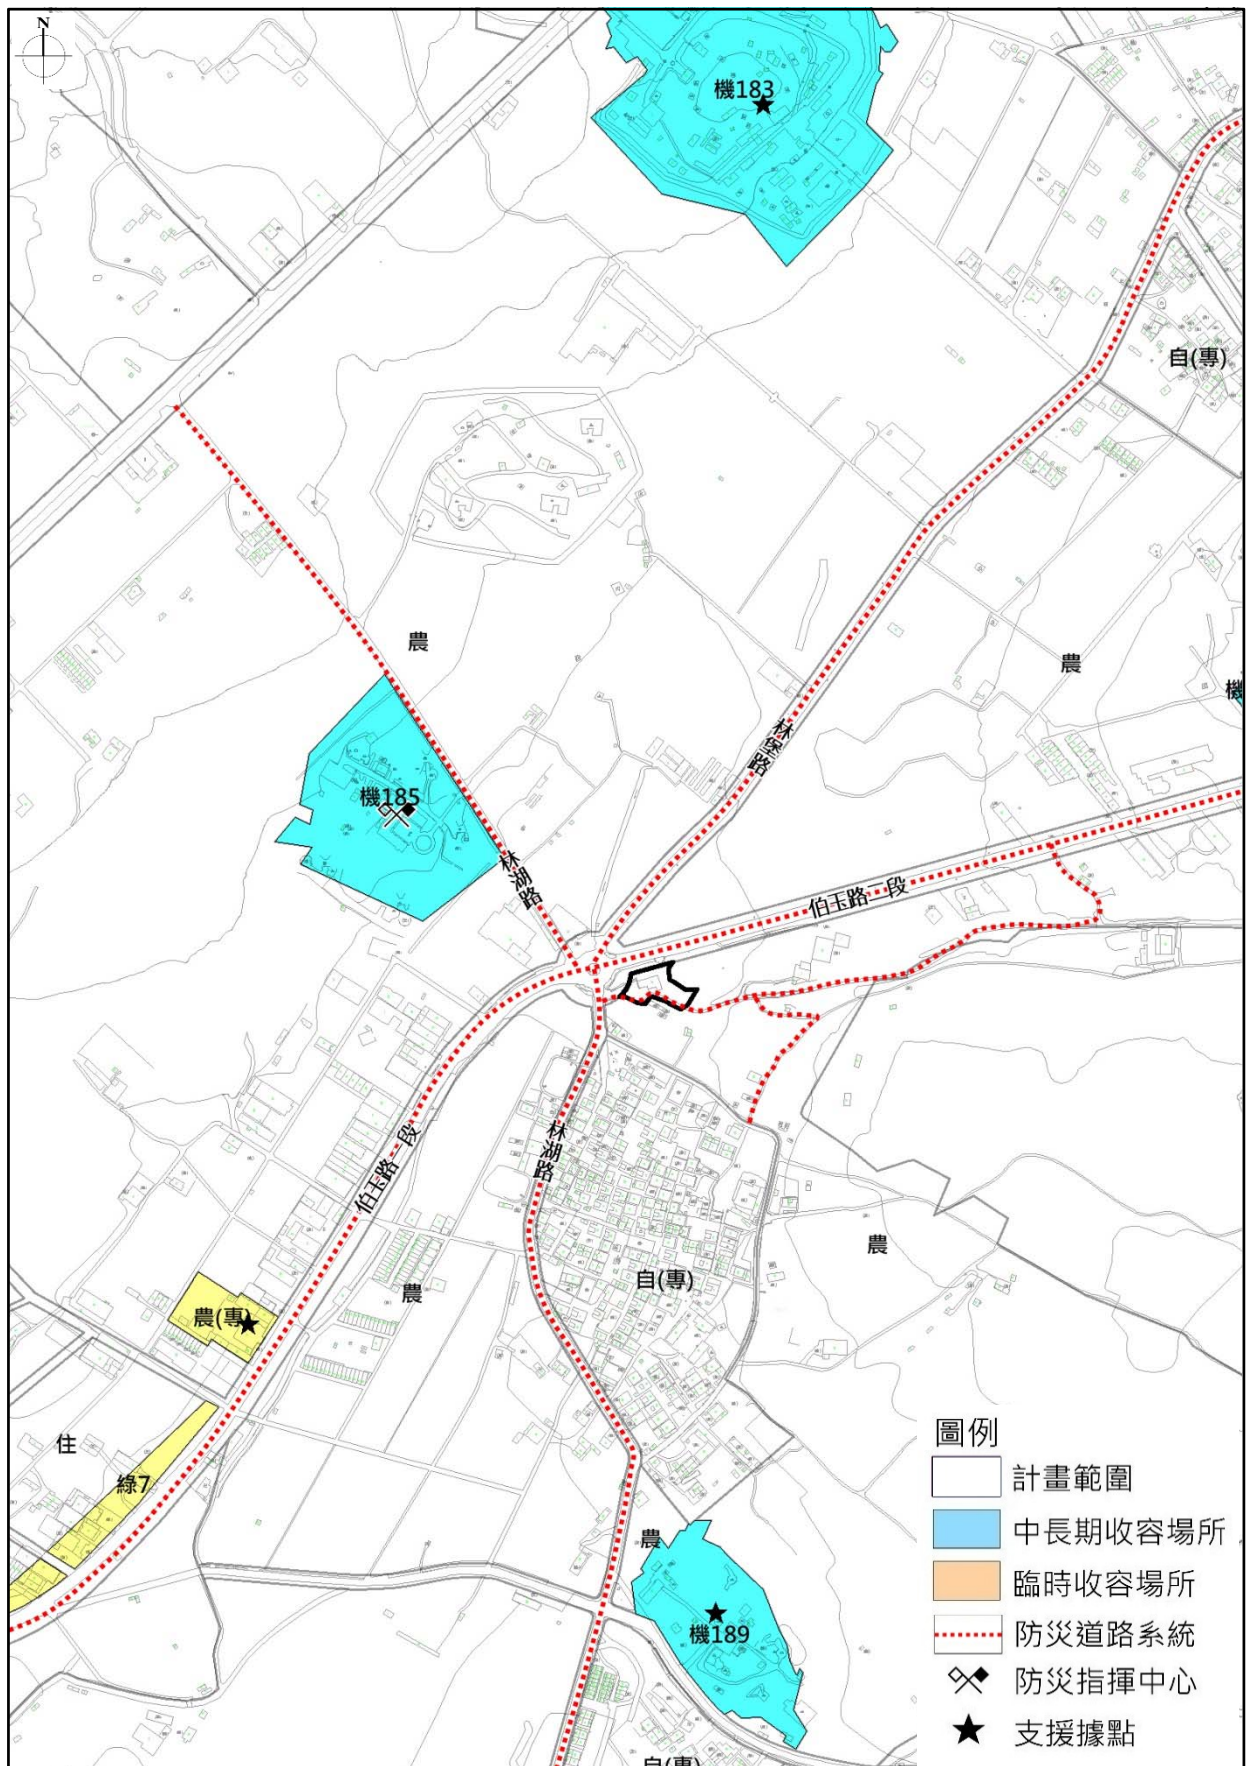 N
機183
自(專)
農
農
機
機185
林堡路
林湖路
伯玉路二段
伯玉路一段
林湖路
農
自(專)
農
農(專)
住
綠7
農
機189
自(專)
圖例
計畫範圍
中長期收容場所
臨時收容場所
防災道路系統
防災指揮中心
支援據點